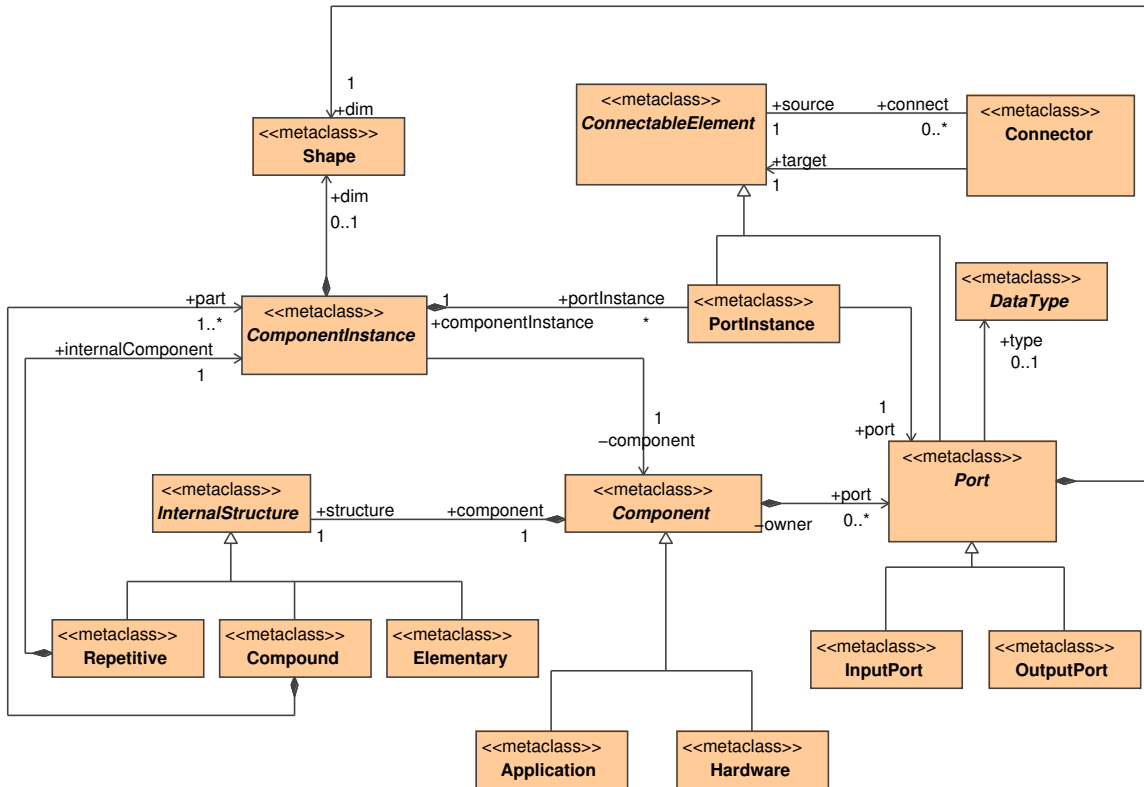 1
+dim
<<metaclass>>
Shape
+dim
0..1
<<metaclass>>
ConnectableElement
+source
1
+connect
0..*
+target
1
<<metaclass>>
Connector
+part
1..*
+internalComponent
1
<<metaclass>>
ComponentInstance
1
+componentInstance
+portInstance
*
<<metaclass>>
PortInstance
<<metaclass>>
DataType
+type
0..1
1
+port
1
−component
<<metaclass>>
InternalStructure
+structure
1
+component
1
<<metaclass>>
Component
+port
0..*
−owner
<<metaclass>>
Port
<<metaclass>>
Repetitive
<<metaclass>>
Compound
<<metaclass>>
Elementary
<<metaclass>>
InputPort
<<metaclass>>
OutputPort
<<metaclass>>
Application
<<metaclass>>
Hardware